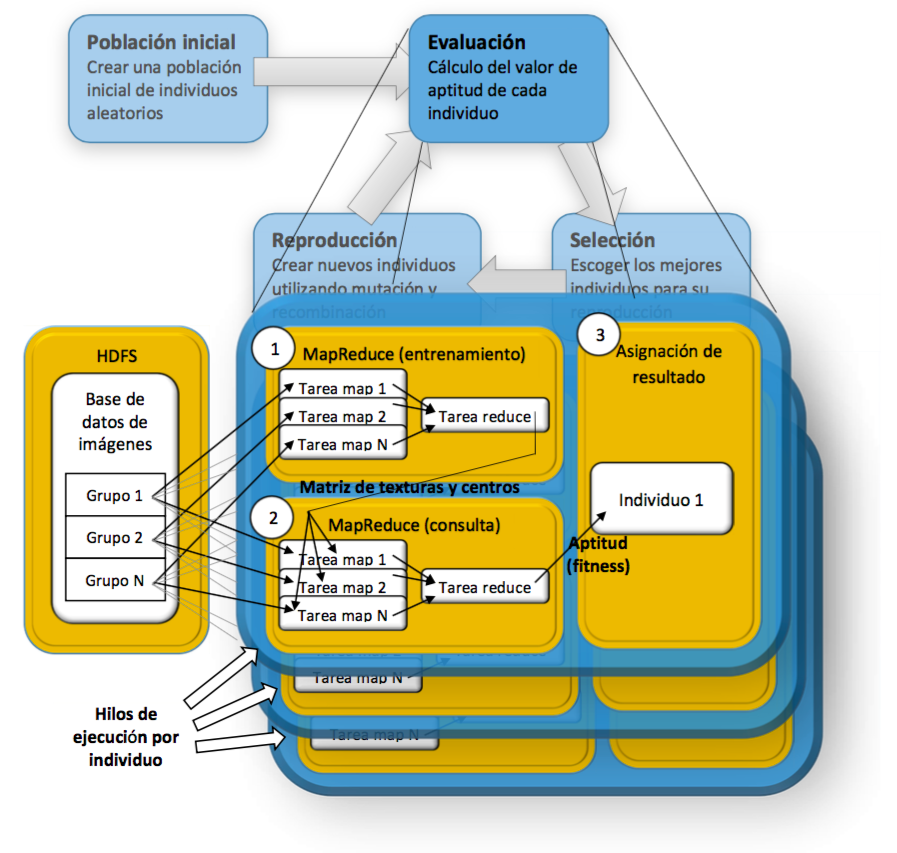 Población inicial
Crear una población
inicial de individuos
aleatorios
Evaluación
Cálculo del valor de
aptitud de cada
individuo
Reproducción
Crear nuevos individuos
utilizando mutación y
recombinación
Selección
Escoger los mejores
individuos para su
reproducción
HDFS
Base de
datos de
imágenes
Grupo 1
Grupo 2
Grupo N
1
MapReduce (entrenamiento)
Tarea map 1
Tarea map 2
Tarea map N
Tarea reduce
Matriz de texturas y centros
2
MapReduce (consulta)
Tarea map 1
Tarea map 2
Tarea map N
Tarea reduce
3
Asignación de
resultado
Individuo 1
Aptitud
(fitness)
Tarea map N
Tarea map N
Hilos de
ejecución por
individuo